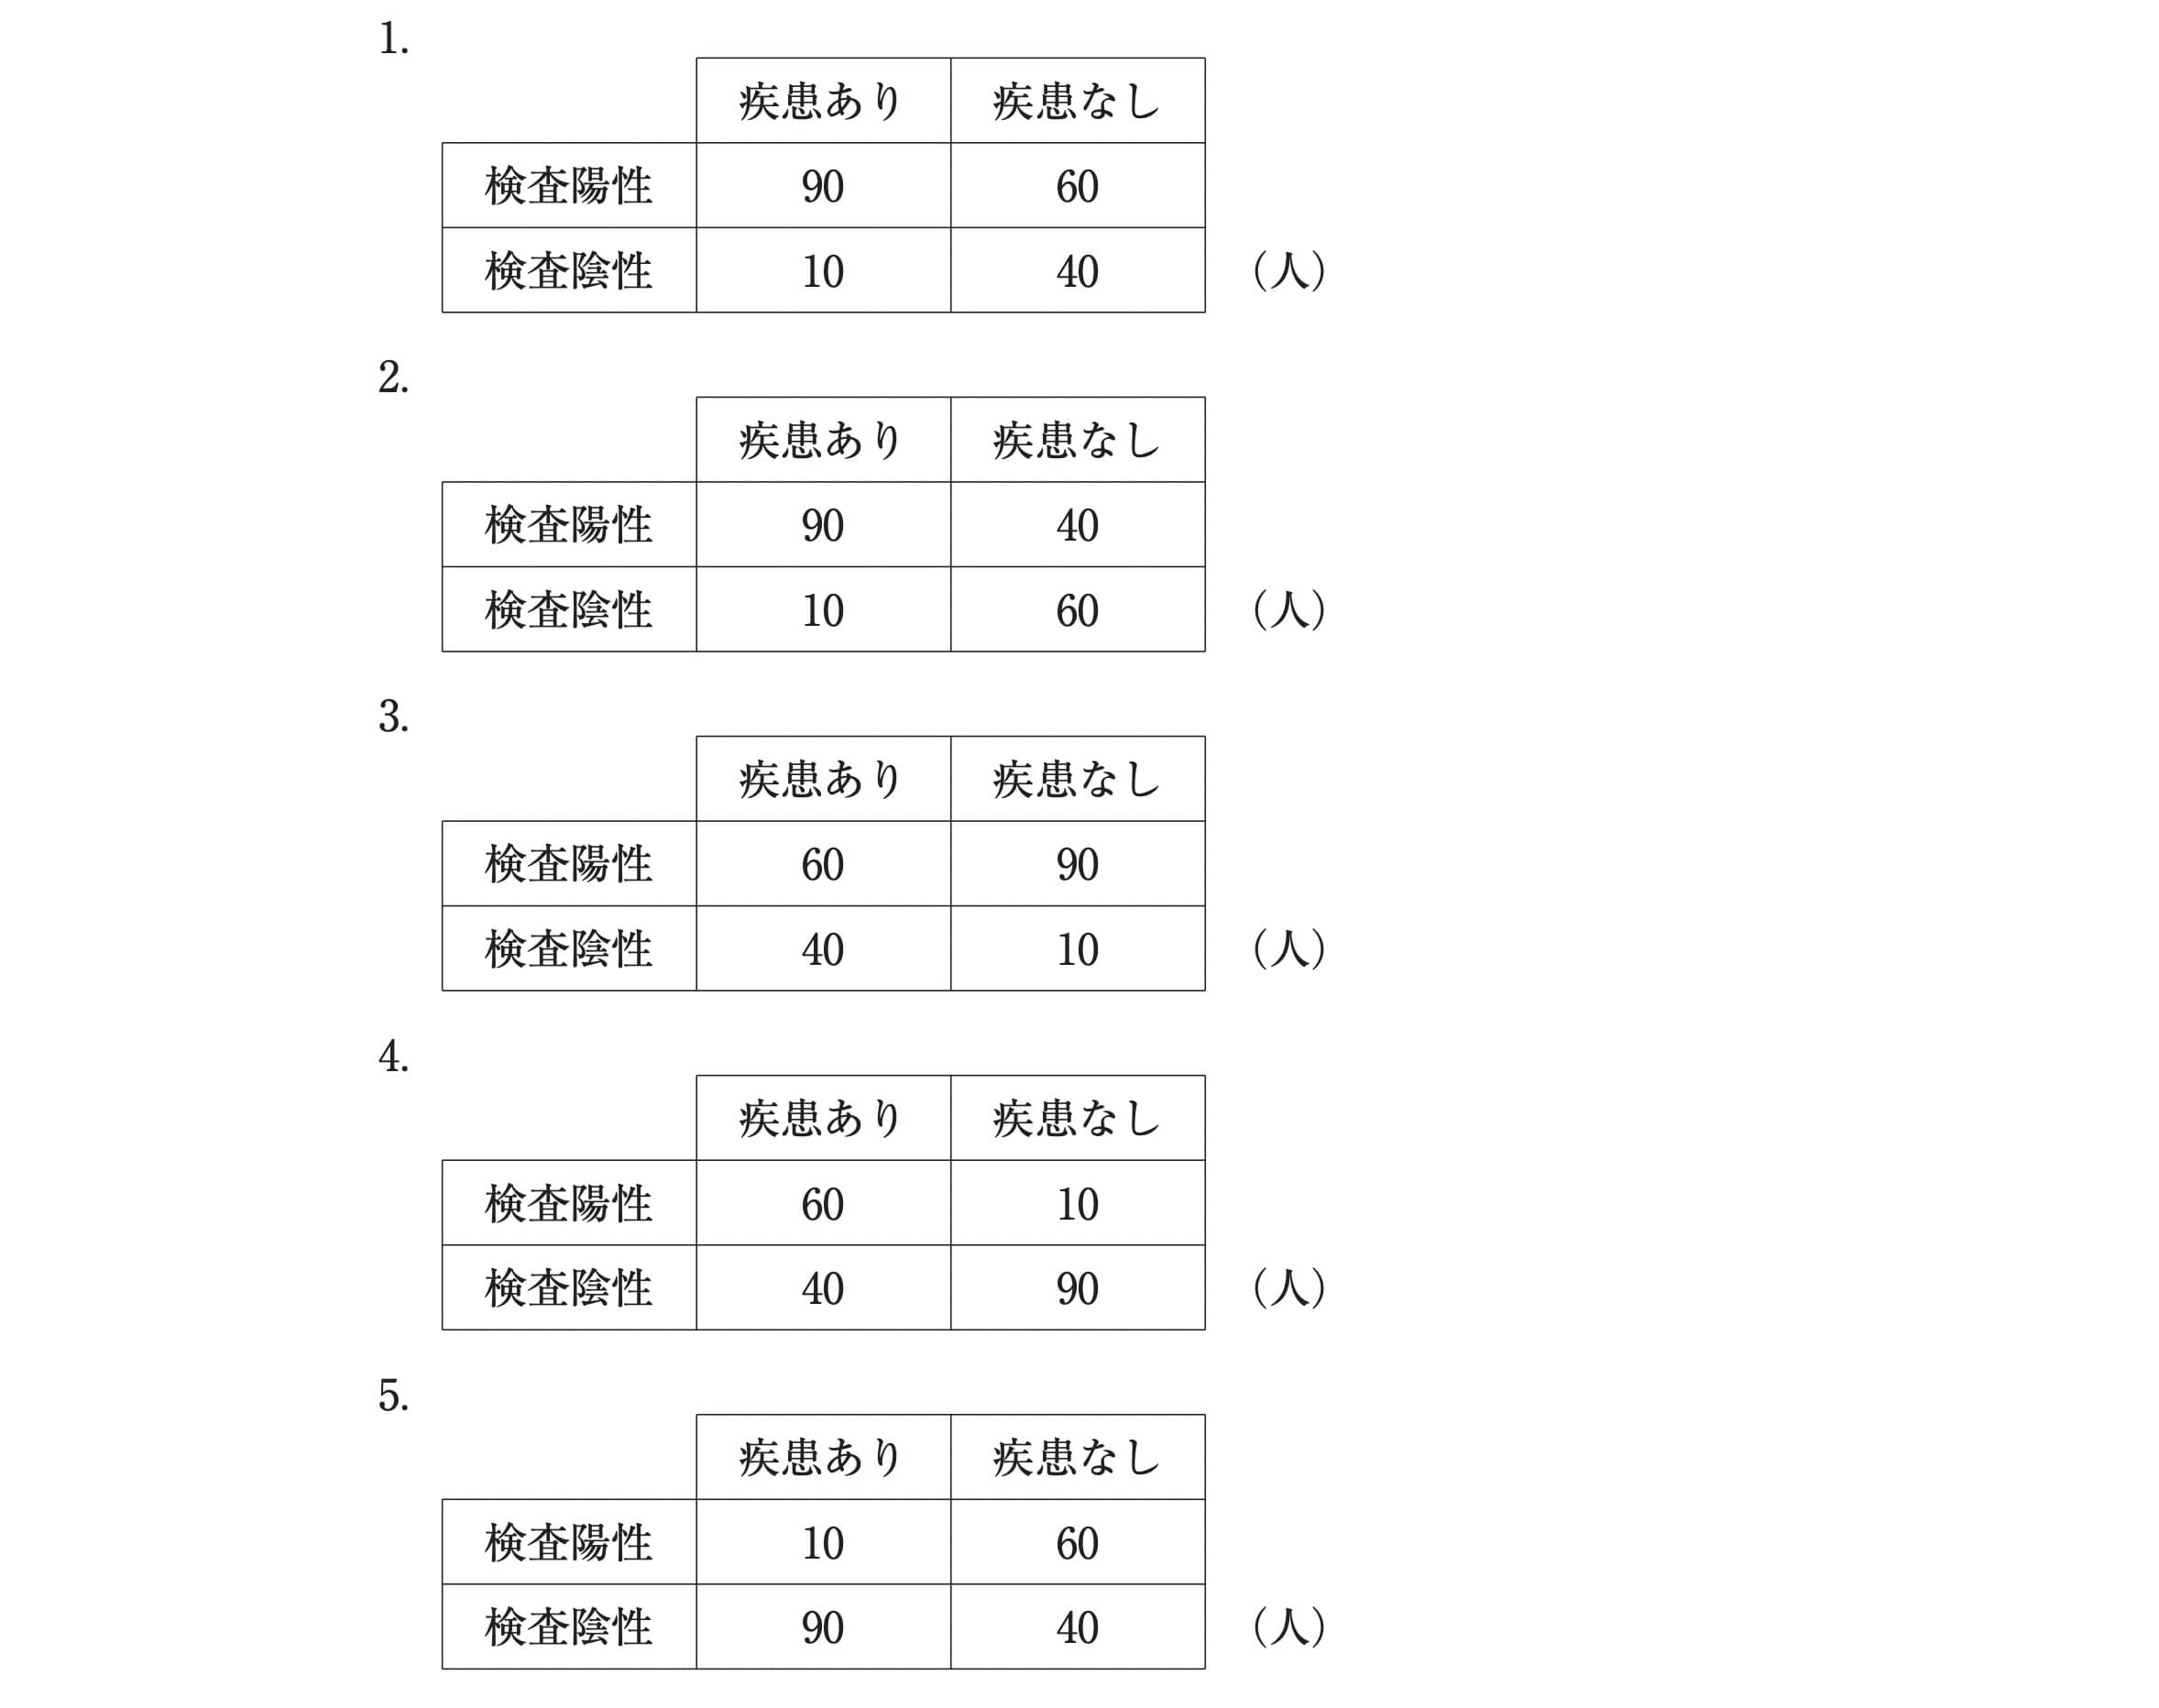 1.
疾患あり 疾患なし
検査陽性 90 60
検査陰性 10 40 (人)
2.
疾患あり 疾患なし
検査陽性 90 40
検査陰性 10 60 (人)
3.
疾患あり 疾患なし
検査陽性 60 90
検査陰性 40 10 (人)
4.
疾患あり 疾患なし
検査陽性 60 10
検査陰性 40 90 (人)
5.
疾患あり 疾患なし
検査陽性 10 60
検査陰性 90 40 (人)